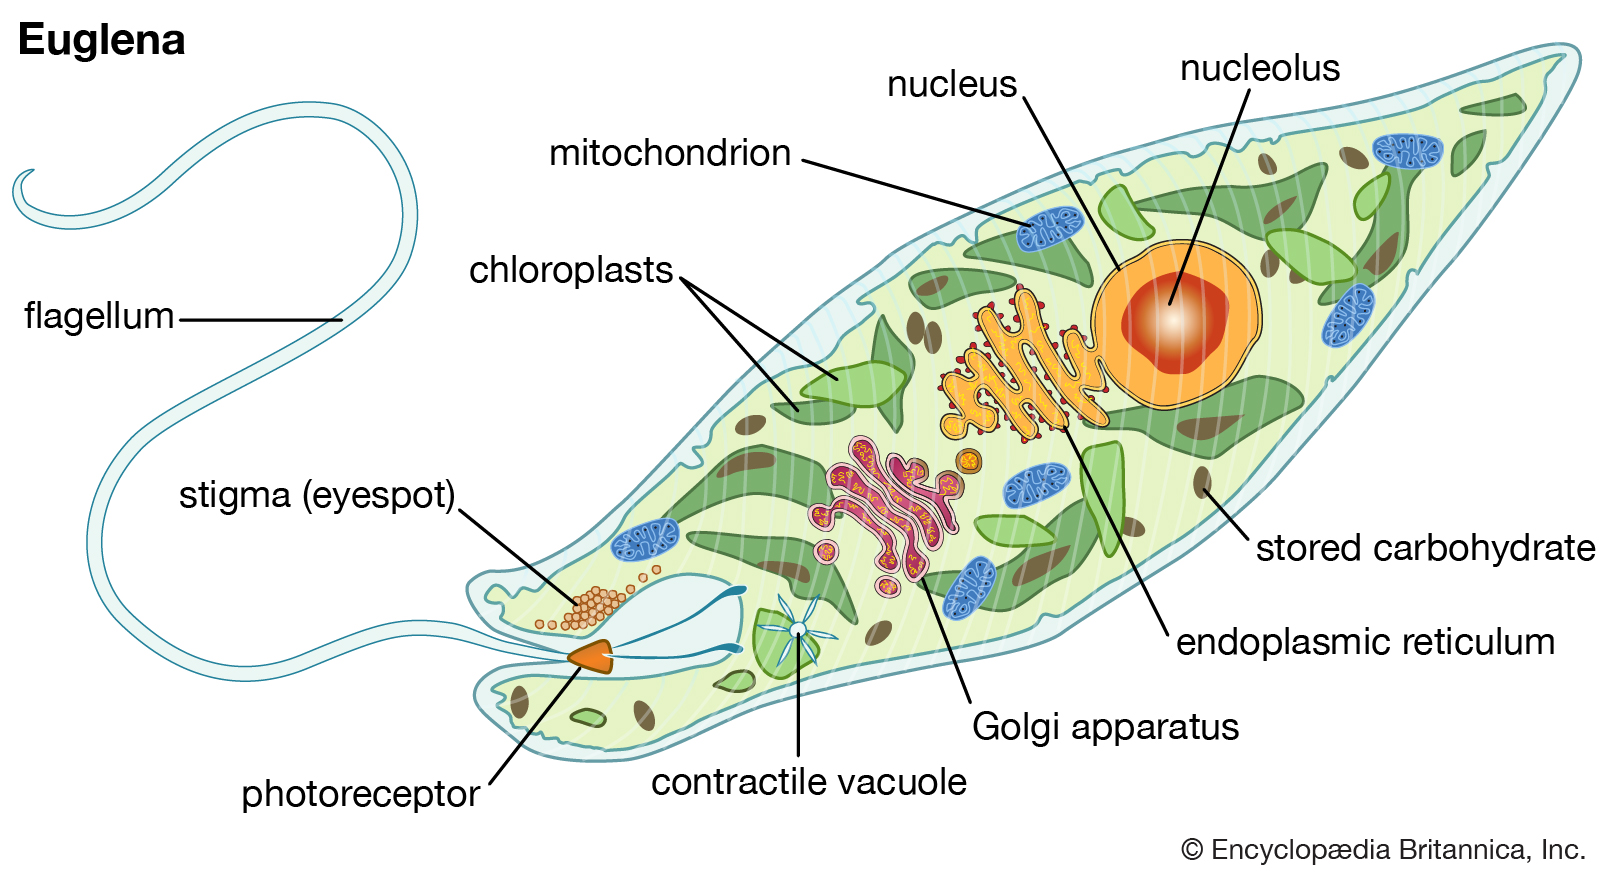 Euglena
nucleolus
nucleus
mitochondrion
chloroplasts
flagellum
stigma (eyespot)
stored carbohydrate
endoplasmic reticulum
Golgi apparatus
contractile vacuole
photoreceptor
© Encyclopædia Britannica, Inc.